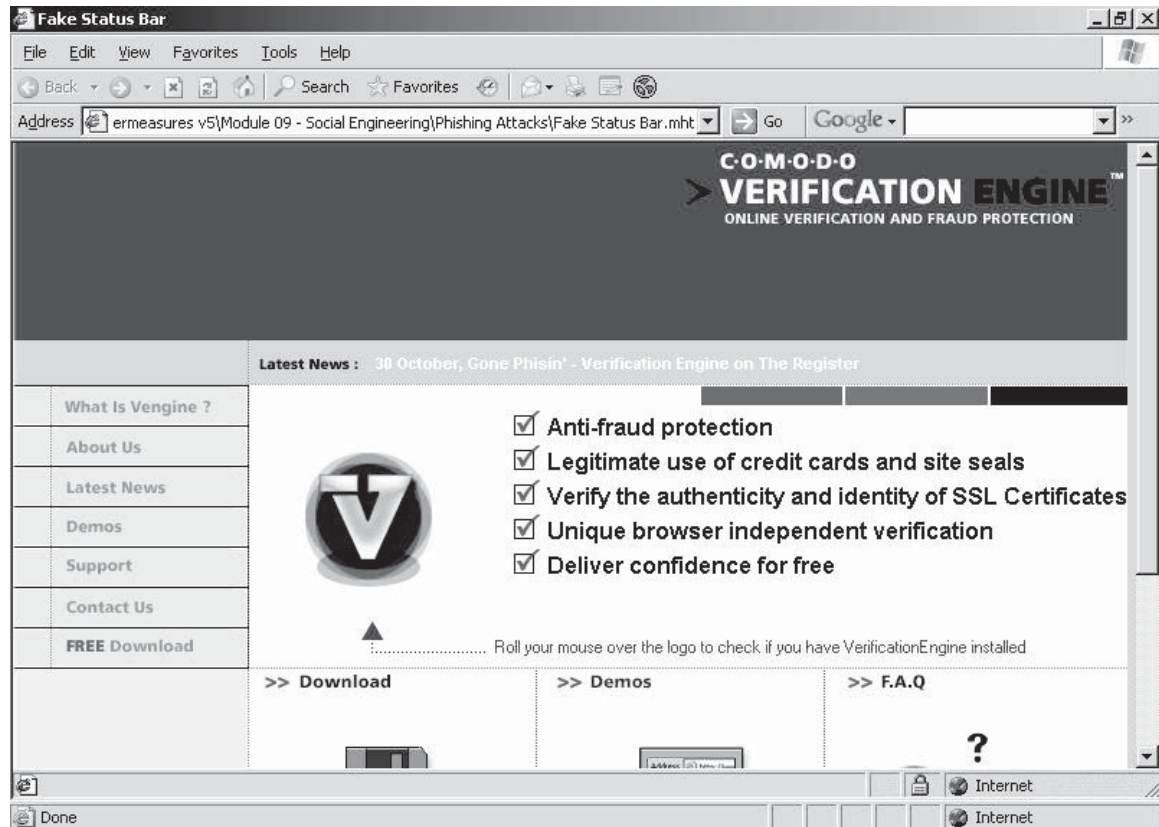 Fake Status Bar
File Edit View Favorites Tools Help
Back Search Favorites
Address ermeasures v5\Module 09 - Social Engineering\Phishing Attacks\Fake Status Bar.mht Go Google
C·O·M·O·D·O
VERIFICATION ENGINE™
ONLINE VERIFICATION AND FRAUD PROTECTION
Latest News : 30 October, Gone Phisin' - Verification Engine on The Register
What Is Vengine ?
About Us
Latest News
Demos
Support
Contact Us
FREE Download
Anti-fraud protection
Legitimate use of credit cards and site seals
Verify the authenticity and identity of SSL Certificates
Unique browser independent verification
Deliver confidence for free
Roll your mouse over the logo to check if you have VerificationEngine installed
>> Download >> Demos >> F.A.Q
?
Address
Internet
Done Internet